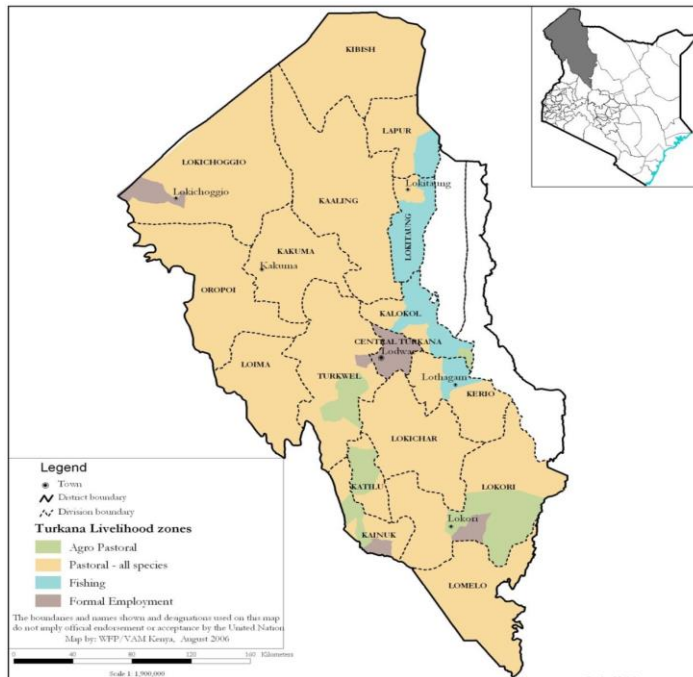 KIBISH
LAPUR
LOKICHOGGIO
Lokichoggio
Lokitaung
KAALING
LOKITAUNG
KAKUMA
Kakuma
OROPOI
KALOKOL
CENTRAL TURKANA
Lodwar
LOIMA
TURKWEL
Lothagam
KERIO
LOKICHAR
KATILU
LOKORI
Lokori
KAINUK
LOMELO
Legend
Town
District boundary
Division boundary
Turkana Livelihood zones
Agro Pastoral
Pastoral - all species
Fishing
Formal Employment
The boundaries and names shown and designations used on this map
do not imply official endorsement or acceptance by the United Nation
Map by: WFP/VAM Kenya, August 2006
0 40 80 120 160 Kilometers
Scale 1: 1,900,000